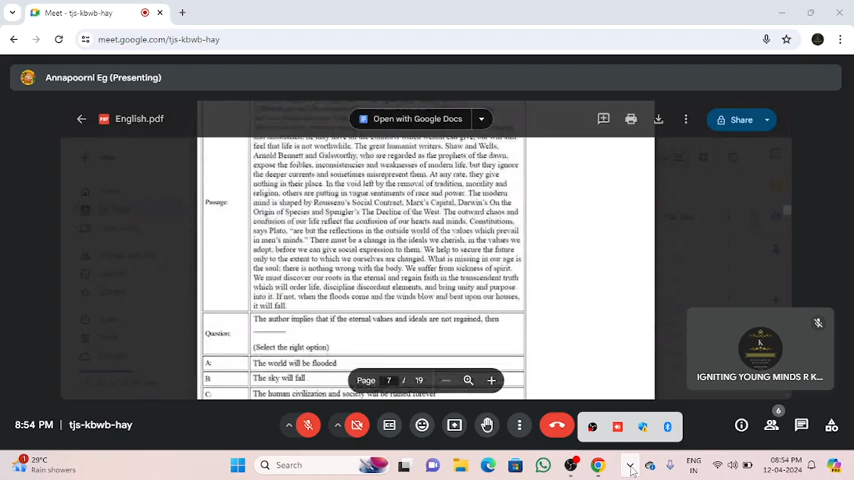 Meet - tjs-kbwb-hay
meet.google.com/tjs-kbwb-hay
Annapoorni Eg (Presenting)
English.pdf
Open with Google Docs
Share
feel that life is not worthwhile. The great humanist writers, Shaw and Wells,
Arnold Bennett and Galsworthy, who are regarded as the prophets of the dawn,
expose the foibles, inconsistencies and weaknesses of modern life, but they ignore
the deeper currents and sometimes misrepresent them. At any rate, they give
nothing in their place. In the void left by the removal of tradition, morality and
religion, others are putting in vague sentiments of race and power. The modern
Passage:
mind is shaped by Rousseau's Social Contract, Marx's Capital, Darwin's On the
Origin of Species and Spengler's The Decline of the West. The outward chaos and
confusion of our life reflect the confusion of our hearts and minds. Constitutions,
says Plato, "are but the reflections in the outside world of the values which prevail
in men's minds." There must be a change in the ideals we cherish, in the values we
adopt, before we can give social expression to them. We help to secure the future
only to the extent to which we ourselves are changed. What is missing in our age is
the soul; there is nothing wrong with the body. We suffer from sickness of spirit.
We must discover our roots in the eternal and regain faith in the transcendent truth
which will order life, discipline discordant elements, and bring unity and purpose
into it. If not, when the floods come and the winds blow and beat upon our houses,
it will fall.
The author implies that if the eternal values and ideals are not regained, then
Question:
(Select the right option)
A: The world will be flooded
B: The sky will fall
C: The human civilization and society will be ruined forever
Page 7 / 19
K
IGNITING YOUNG MINDS R K...
8:54 PM | tjs-kbwb-hay
6
29°C
Rain showers
Search
ENG
IN
08:54 PM
12-04-2024